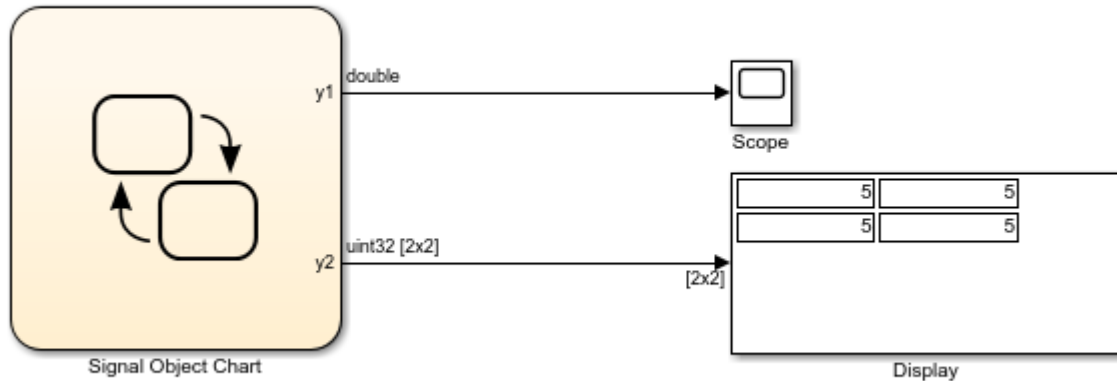 y1
double
Scope
y2
uint32 [2x2]
[2x2]
5 5
5 5
Signal Object Chart
Display